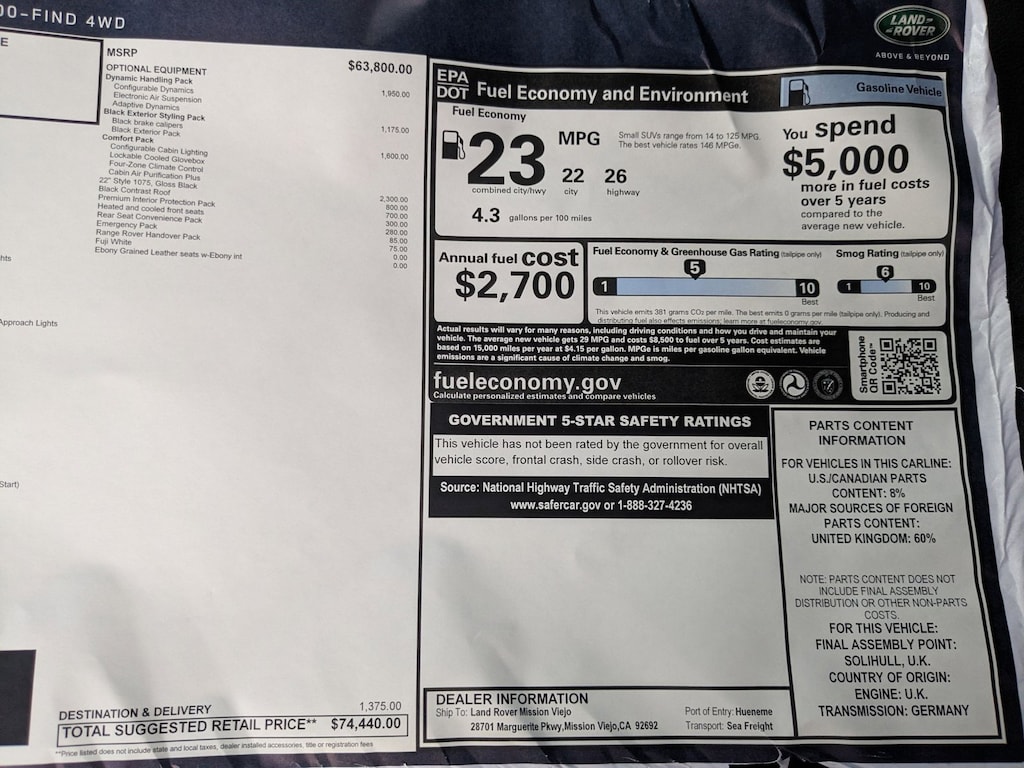 00-FIND 4WD
LAND-
ROVER
ABOVE & BEYOND
E
MSRP $63,800.00
OPTIONAL EQUIPMENT
Dynamic Handling Pack 1,950.00
Configurable Dynamics
Electronic Air Suspension
Adaptive Dynamics
Black Exterior Styling Pack 1,175.00
Black brake calipers
Black Exterior Pack
Comfort Pack 1,600.00
Configurable Cabin Lighting
Lockable Cooled Glovebox
Four-Zone Climate Control
Cabin Air Purification Plus
22" Style 1075, Gloss Black 2,300.00
Black Contrast Roof 800.00
Premium Interior Protection Pack 700.00
Heated and cooled front seats 300.00
Rear Seat Convenience Pack 280.00
Emergency Pack 85.00
Range Rover Handover Pack 75.00
Fuji White 0.00
Ebony Grained Leather seats w-Ebony int 0.00
hts
Approach Lights
Start)
DESTINATION & DELIVERY 1,375.00
TOTAL SUGGESTED RETAIL PRICE** $74,440.00
**Price listed does not include state and local taxes, dealer installed accessories, title or registration fees
EPA
DOT Fuel Economy and Environment
Gasoline Vehicle
Fuel Economy
23 MPG
combined city/hwy
22 26
city highway
4.3 gallons per 100 miles
Small SUVs range from 14 to 125 MPG.
The best vehicle rates 146 MPGe.
You spend
$5,000
more in fuel costs
over 5 years
compared to the
average new vehicle.
Annual fuel cost
$2,700
Fuel Economy & Greenhouse Gas Rating (tailpipe only)
5
1 10
Best
Smog Rating (tailpipe only)
6
1 10
Best
This vehicle emits 381 grams CO2 per mile. The best emits 0 grams per mile (tailpipe only). Producing and
distributing fuel also effects emissions; learn more at fueleconomy.gov.
Actual results will vary for many reasons, including driving conditions and how you drive and maintain your
vehicle. The average new vehicle gets 29 MPG and costs $8,500 to fuel over 5 years. Cost estimates are
based on 15,000 miles per year at $4.15 per gallon. MPGe is miles per gasoline gallon equivalent. Vehicle
emissions are a significant cause of climate change and smog.
fueleconomy.gov
Calculate personalized estimates and compare vehicles
Smartphone
QR Code™
GOVERNMENT 5-STAR SAFETY RATINGS
This vehicle has not been rated by the government for overall
vehicle score, frontal crash, side crash, or rollover risk.
Source: National Highway Traffic Safety Administration (NHTSA)
www.safercar.gov or 1-888-327-4236
PARTS CONTENT
INFORMATION
FOR VEHICLES IN THIS CARLINE:
U.S./CANADIAN PARTS
CONTENT: 8%
MAJOR SOURCES OF FOREIGN
PARTS CONTENT:
UNITED KINGDOM: 60%
NOTE: PARTS CONTENT DOES NOT
INCLUDE FINAL ASSEMBLY
DISTRIBUTION OR OTHER NON-PARTS
COSTS.
FOR THIS VEHICLE:
FINAL ASSEMBLY POINT:
SOLIHULL, U.K.
COUNTRY OF ORIGIN:
ENGINE: U.K.
TRANSMISSION: GERMANY
DEALER INFORMATION
Ship To: Land Rover Mission Viejo
28701 Marguerite Pkwy,Mission Viejo,CA 92692
Port of Entry: Hueneme
Transport: Sea Freight